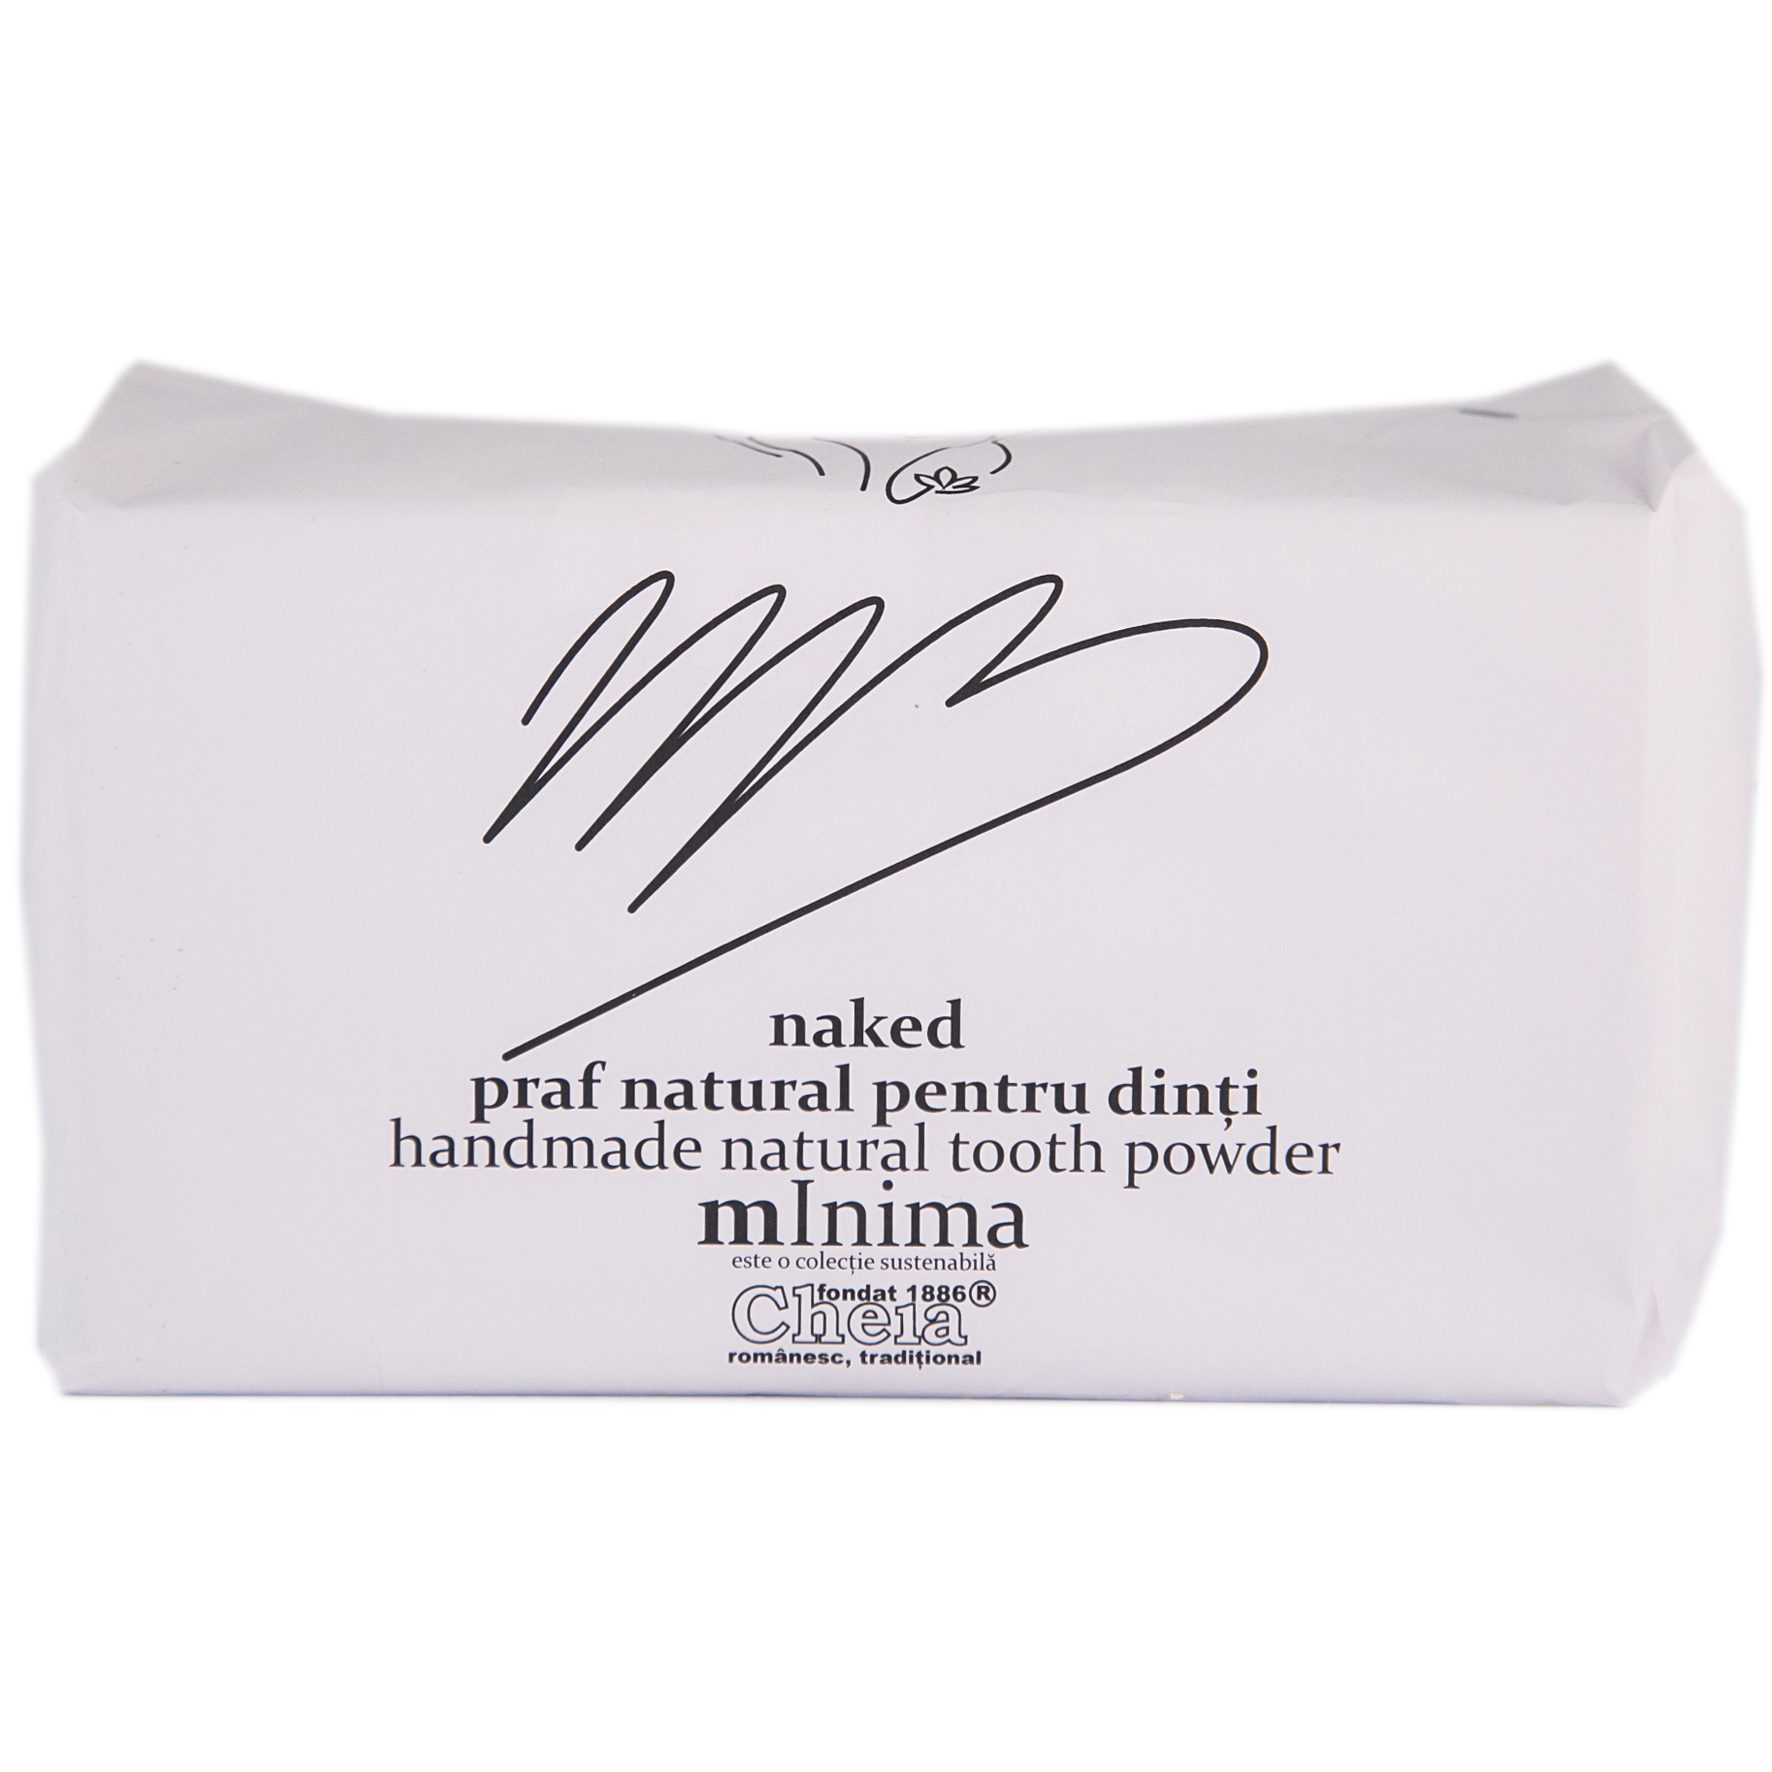 naked
praf natural pentru dinți
handmade natural tooth powder
mInima
este o colecție sustenabilă
fondat 1886®
Cheia
românesc, tradițional